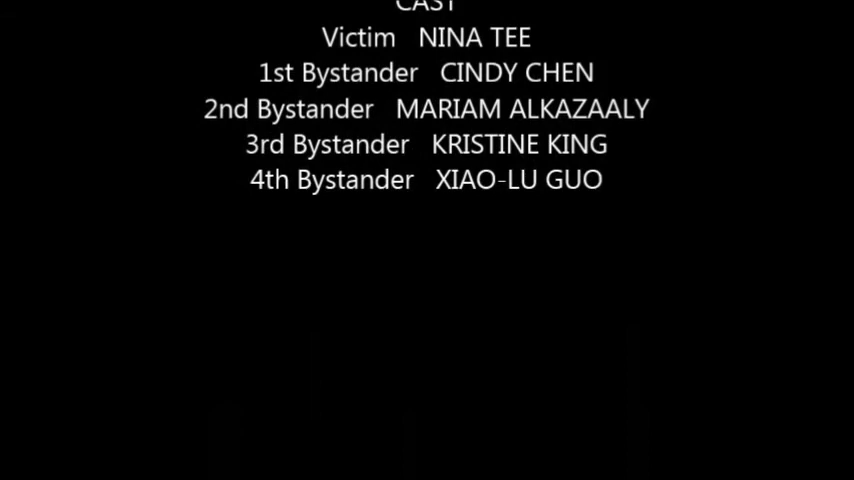 CAST
Victim NINA TEE
1st Bystander CINDY CHEN
2nd Bystander MARIAM ALKAZAALY
3rd Bystander KRISTINE KING
4th Bystander XIAO-LU GUO